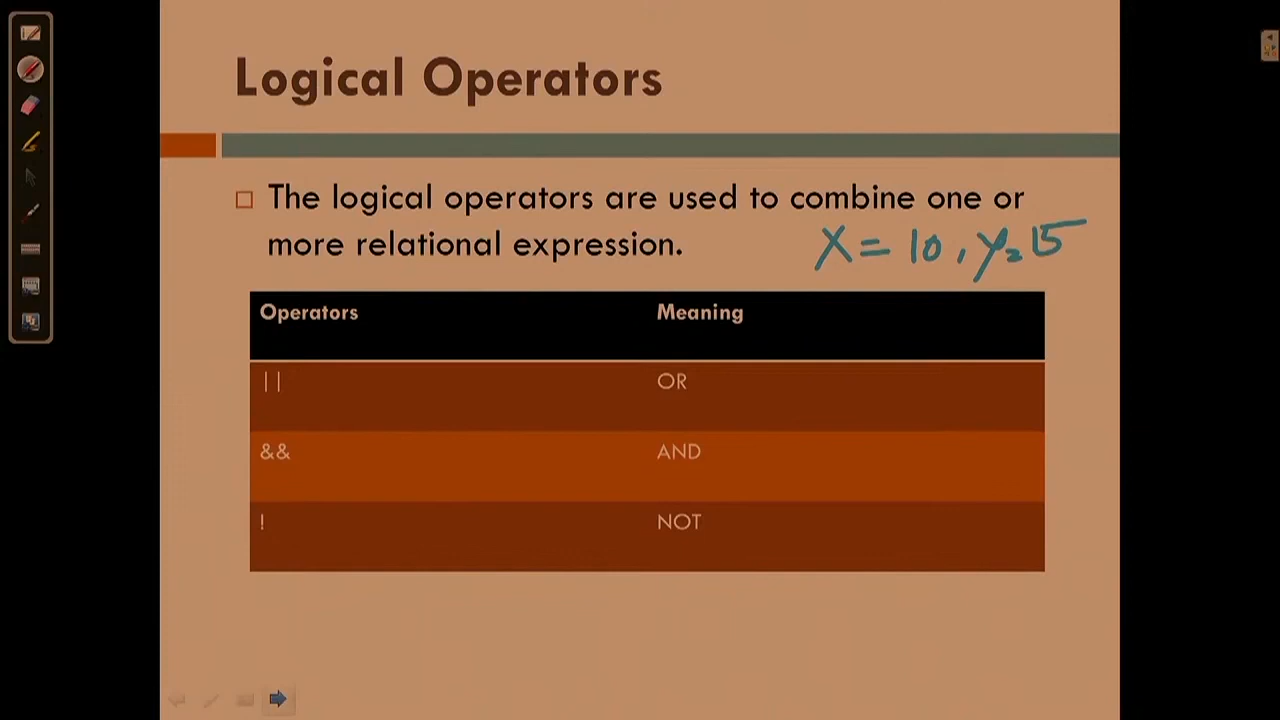 Logical Operators
The logical operators are used to combine one or
more relational expression.
X = 10, y = 15
Operators Meaning
|| OR
&& AND
! NOT